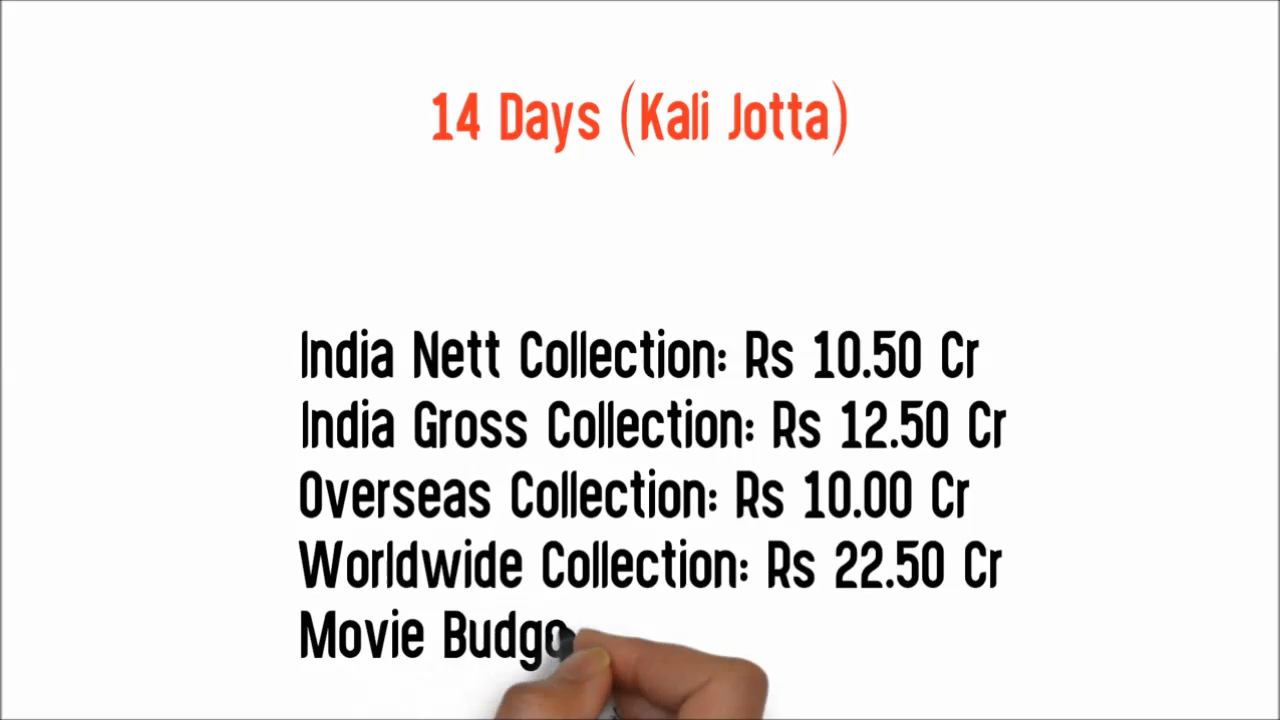 14 Days (Kali Jotta)
India Nett Collection: Rs 10.50 Cr
India Gross Collection: Rs 12.50 Cr
Overseas Collection: Rs 10.00 Cr
Worldwide Collection: Rs 22.50 Cr
Movie